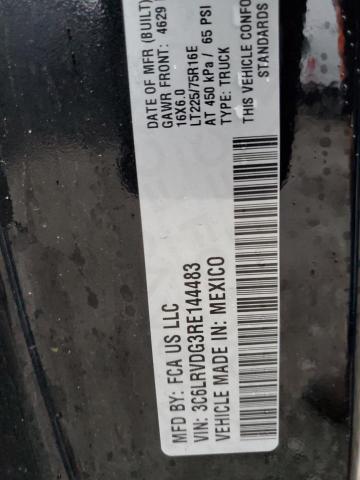 MFD BY: FCA US LLC
VIN: 3C6LRVDG3RE144483
VEHICLE MADE IN: MEXICO
DATE OF MFR (BUILT)
GAWR FRONT: 4629
16X6.0
LT225/75R16E
AT 450 kPa / 65 PSI
TYPE: TRUCK
THIS VEHICLE CONFO
STANDARDS